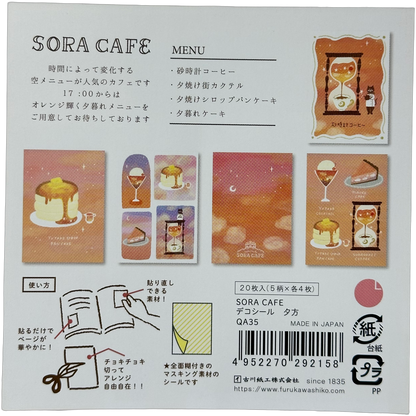 SORA CAFE
時間によって変化する
空メニューが人気のカフェです
17:00からは
オレンジ輝く夕暮れメニューを
ご用意してお待ちしております
MENU
・砂時計コーヒー
・夕焼け街カクテル
・夕焼けシロップパンケーキ
・夕暮れケーキ
砂時計コーヒー
SORA CAFE
使い方
貼り直し
できる
素材!
貼るだけで
ページが
華やかに!
チョキチョキ
切って
アレンジ
自由自在!!
★全面糊付きの
マスキング素材の
シールです
20枚入(5柄×各4枚)
SORA CAFE
デコシール 夕方
QA35
MADE IN JAPAN
4952270292158
紙
台紙
プラ
PP
古川紙工株式会社 since 1835
https://www.furukawashiko.com/